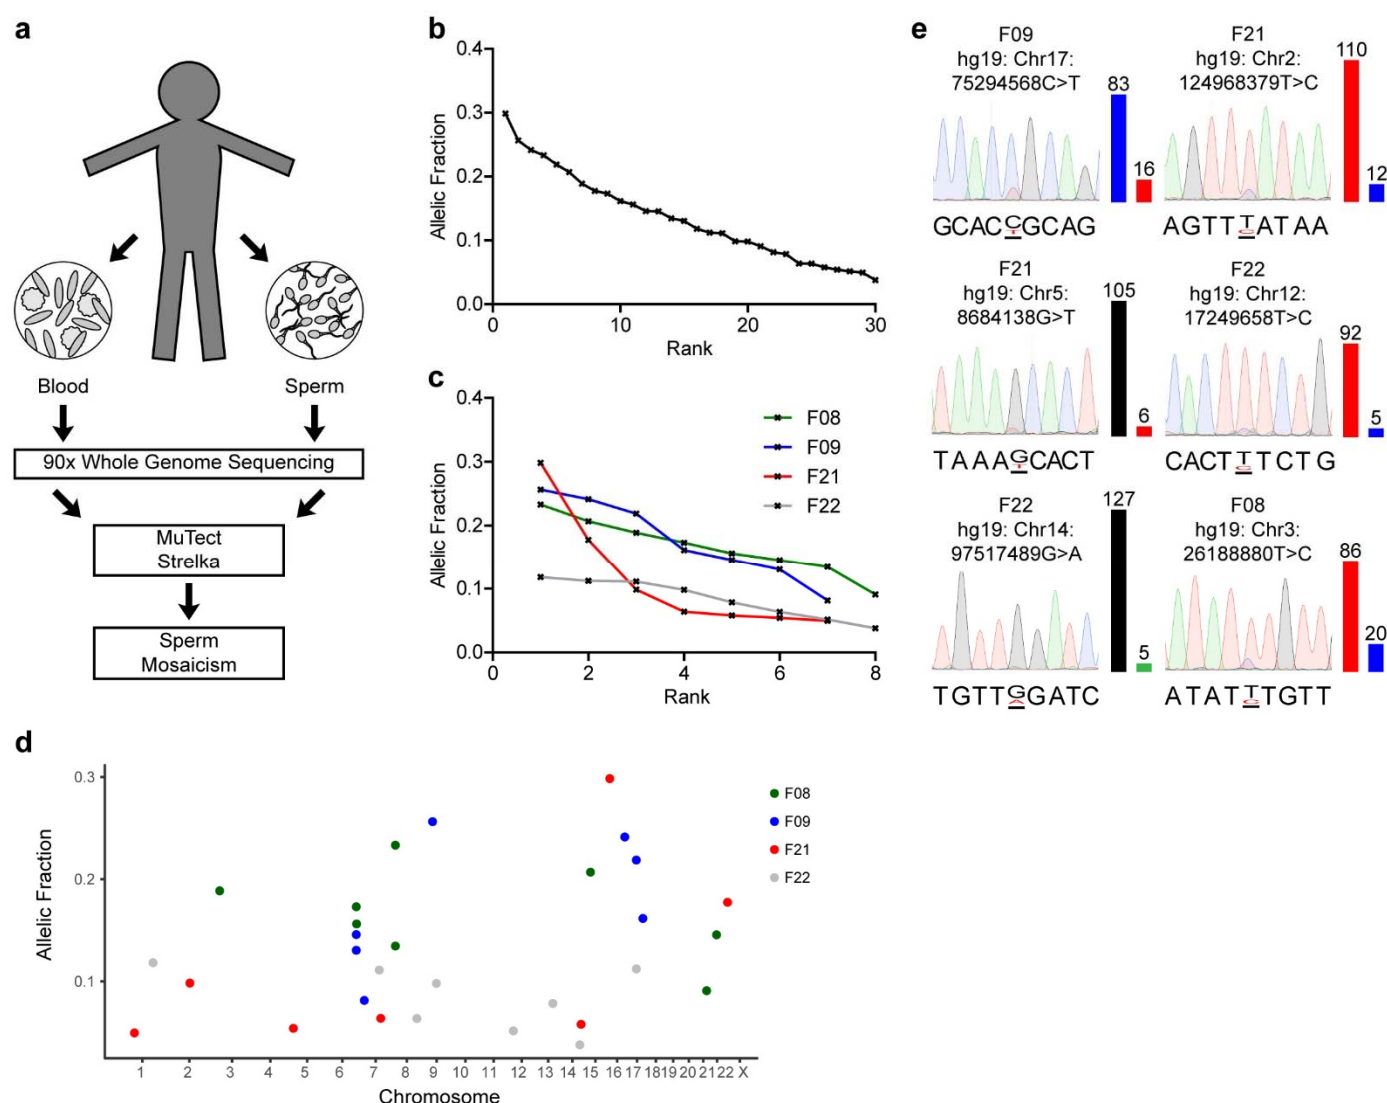 a
Blood
Sperm
90x Whole Genome Sequencing
MuTect
Strelka
Sperm
Mosaicism
b
Allelic Fraction
0.4
0.3
0.2
0.1
0.0
0 10 20 30
Rank
c
Allelic Fraction
0.4
0.3
0.2
0.1
0.0
F08
F09
F21
F22
0 2 4 6 8
Rank
d
Allelic Fraction
0.3
0.2
0.1
F08
F09
F21
F22
1 2 3 4 5 6 7 8 9 10 11 12 13 14 15 16 17 18 19 20 21 22 X
Chromosome
e
F09
hg19: Chr17:
75294568C>T
83
16
GCACCGCAG
T
F21
hg19: Chr2:
124968379T>C
110
12
AGTTTATAA
C
F21
hg19: Chr5:
8684138G>T
105
6
TAAAGCACT
T
F22
hg19: Chr12:
17249658T>C
92
5
CACTTTCTG
C
F22
hg19: Chr14:
97517489G>A
127
5
TGTTGGATC
A
F08
hg19: Chr3:
26188880T>C
86
20
ATATTTGTT
C